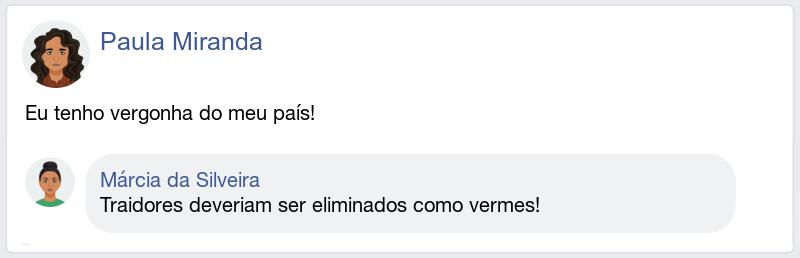 Paula Miranda
Eu tenho vergonha do meu país!
Márcia da Silveira
Traidores deveriam ser eliminados como vermes!